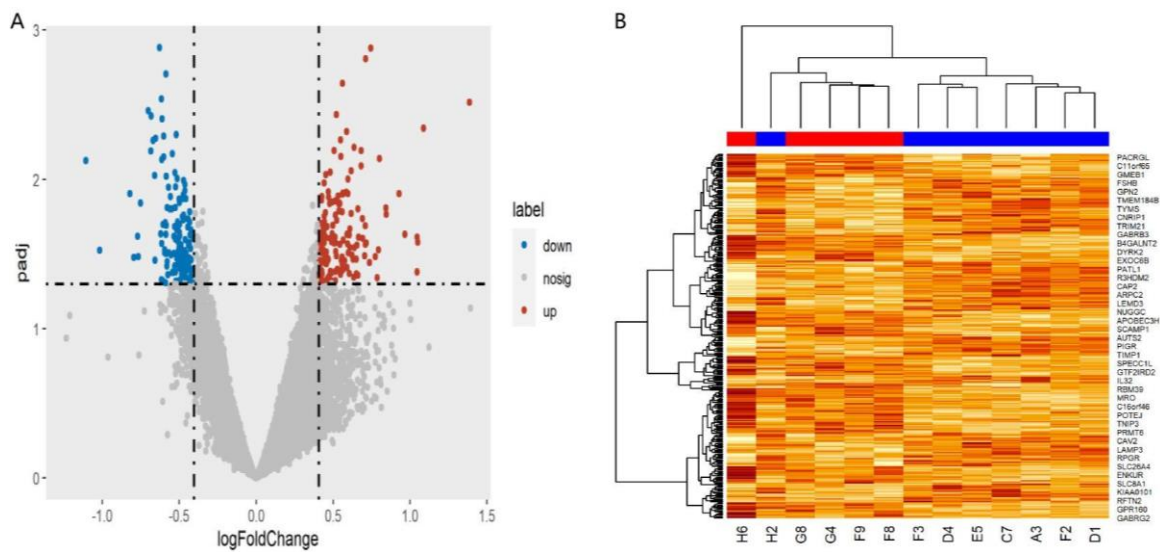 A
3
2
1
0
padj
-1.0
-0.5
0.0
0.5
1.0
1.5
logFoldChange
label
down
nosig
up
B
PACRGL
C11orf65
GMEB1
FSHB
GPN2
TMEM184B
TYMS
CNRIP1
TRIM21
GABRB3
B4GALNT2
DYRK2
EXOC6B
PATL1
R3HDM2
CAP2
ARPC2
LEMD3
NUGGC
APOBEC3H
SCAMP1
AUTS2
PIGR
TIMP1
SPECC1L
GTF2IRD2
IL32
RBM39
MRO
C16orf46
POTEJ
TNIP3
PRMT6
CAV2
LAMP3
RPGR
SLC26A4
ENKUR
SLC8A1
KIAA0101
RFTN2
GPR160
GABRG2
H6
H2
G8
G4
F9
F8
F3
D4
E5
C7
A3
F2
D1